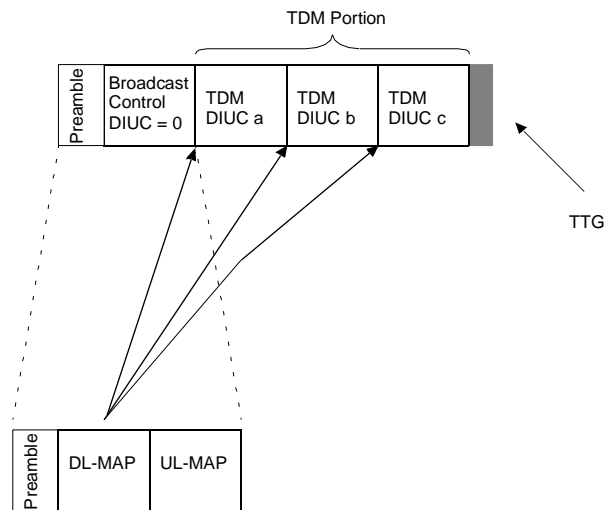 TDM Portion
Preamble
Broadcast
Control
DIUC = 0
TDM
DIUC a
TDM
DIUC b
TDM
DIUC c
TTG
Preamble
DL-MAP
UL-MAP